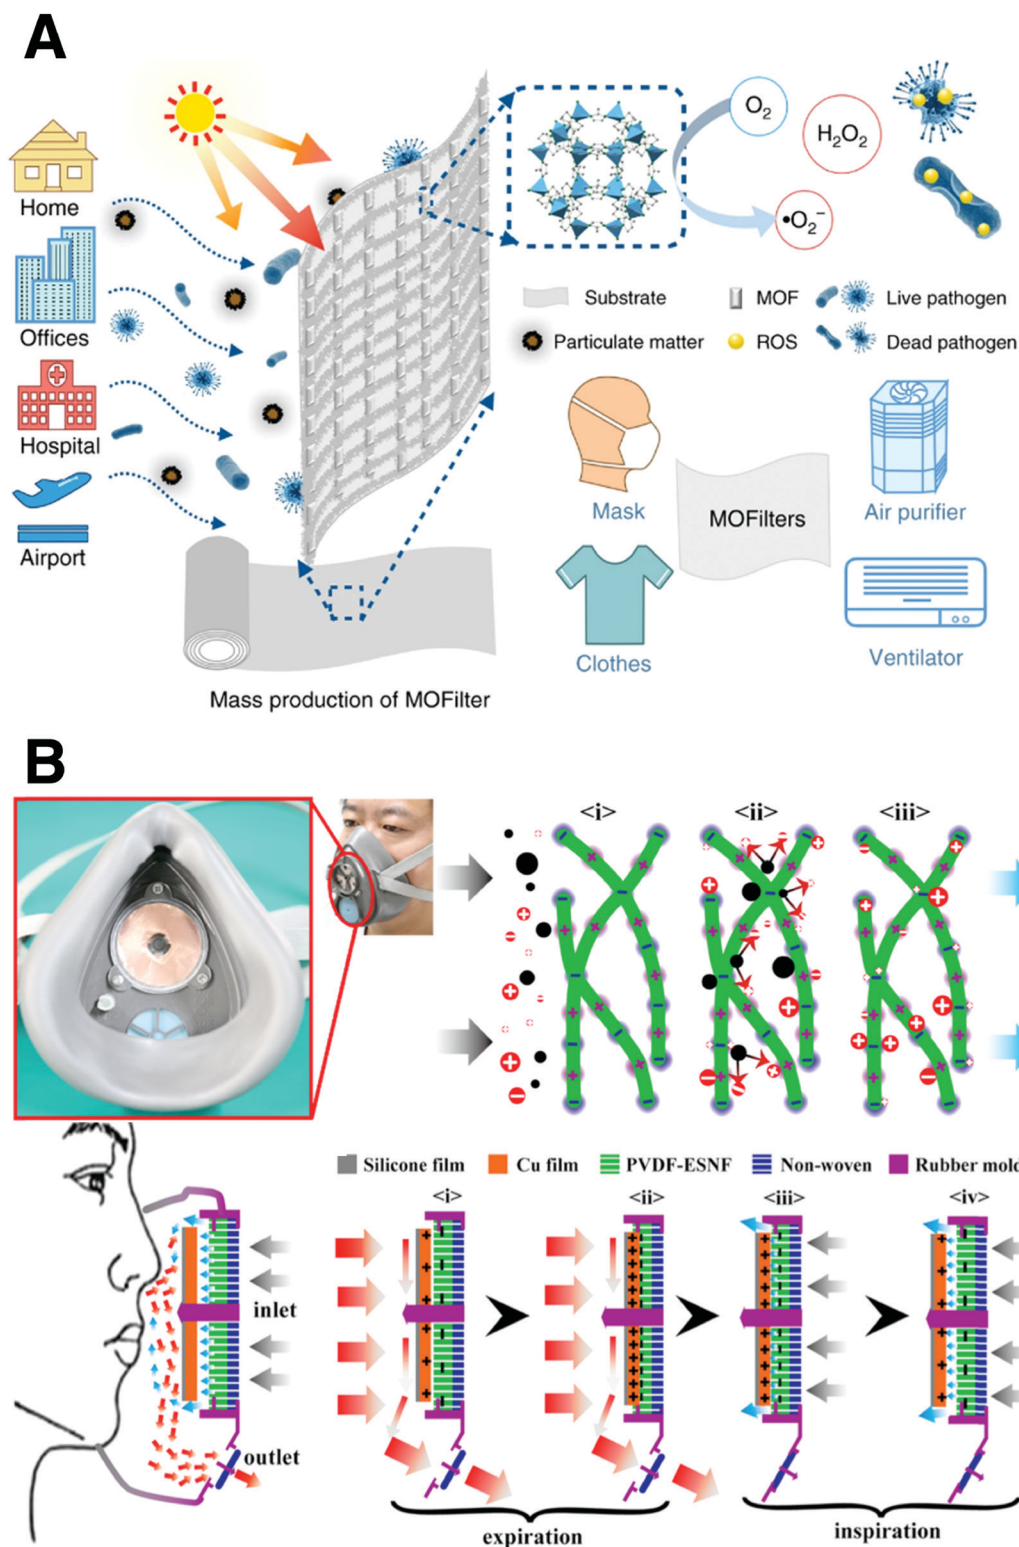 A
Home
Offices
Hospital
Airport
O₂
H₂O₂
•O₂⁻
Substrate
MOF
Live pathogen
Particulate matter
ROS
Dead pathogen
Mask
MOFilters
Air purifier
Clothes
Ventilator
Mass production of MOFilter
B
<i>
<ii>
<iii>
Silicone film
Cu film
PVDF-ESNF
Non-woven
Rubber mold
<i>
<ii>
<iii>
<iv>
inlet
outlet
expiration
inspiration